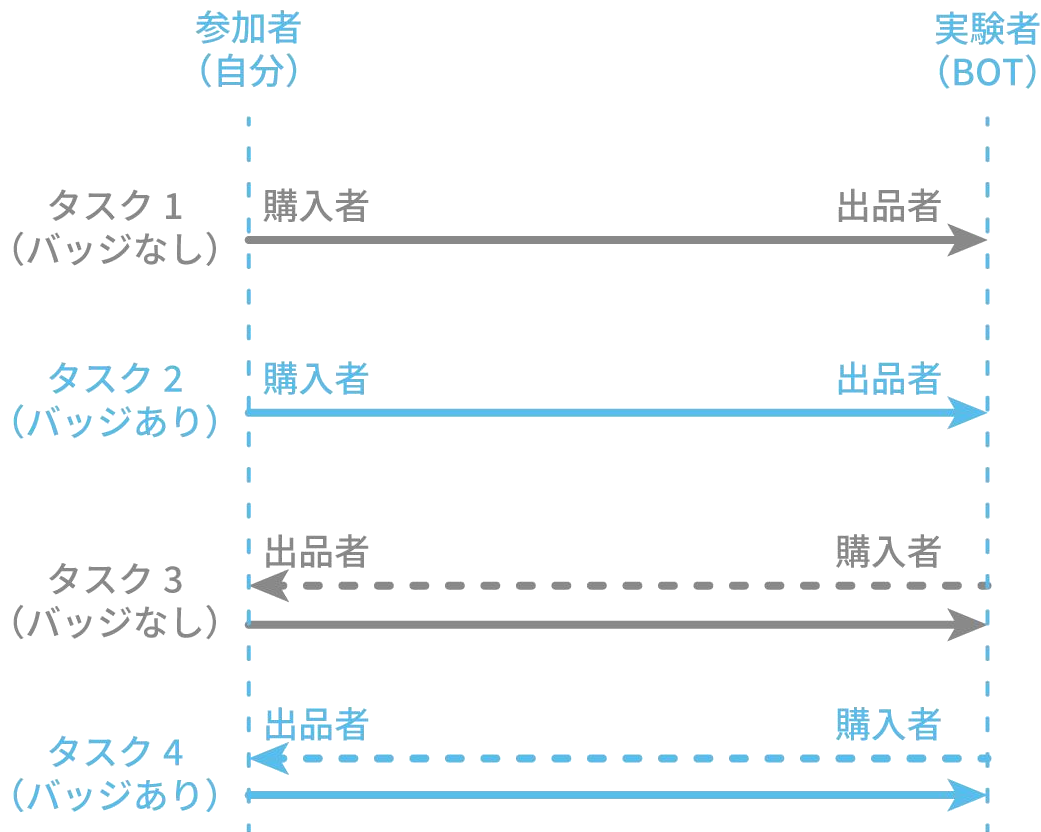 参加者
（自分）
実験者
（BOT）
タスク 1
（バッジなし）
購入者
出品者
タスク 2
（バッジあり）
購入者
出品者
タスク 3
（バッジなし）
出品者
購入者
タスク 4
（バッジあり）
出品者
購入者